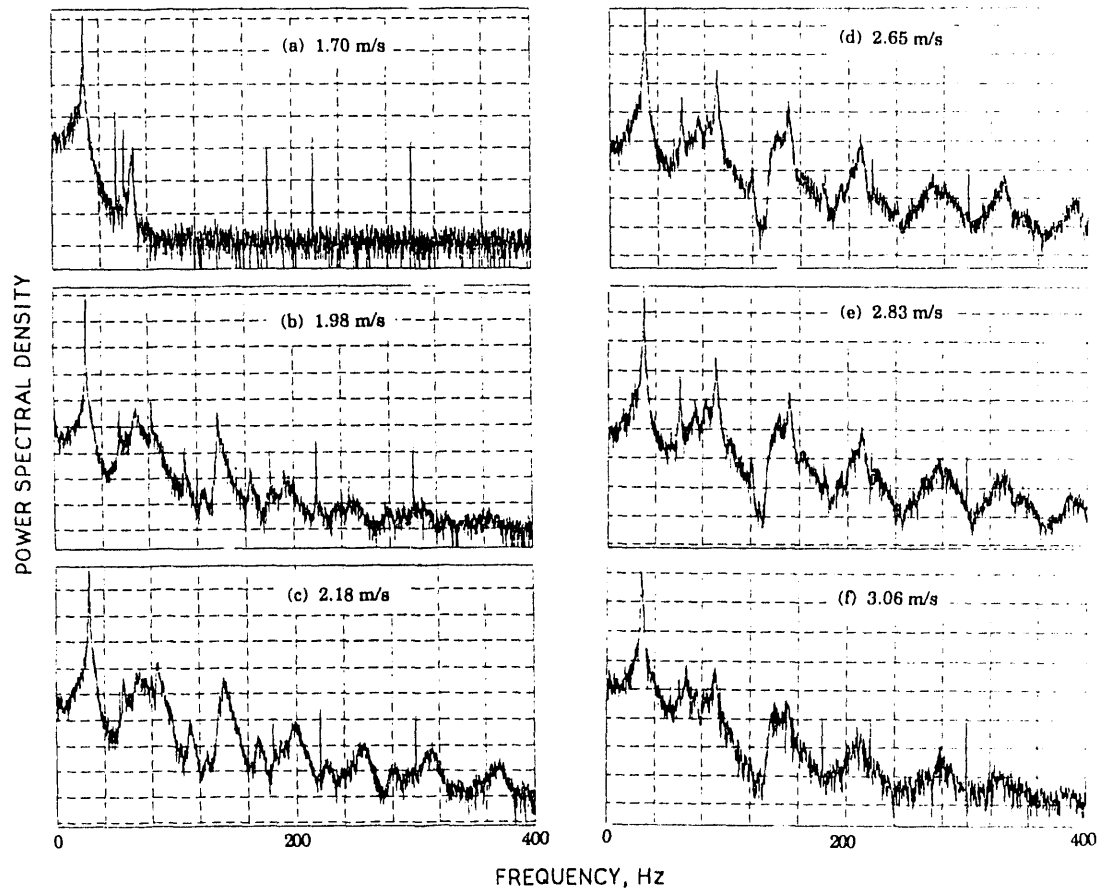 (a) 1.70 m/s
(d) 2.65 m/s
(b) 1.98 m/s
(e) 2.83 m/s
(c) 2.18 m/s
(f) 3.06 m/s
POWER SPECTRAL DENSITY
0 200 400
0 200 400
FREQUENCY, Hz